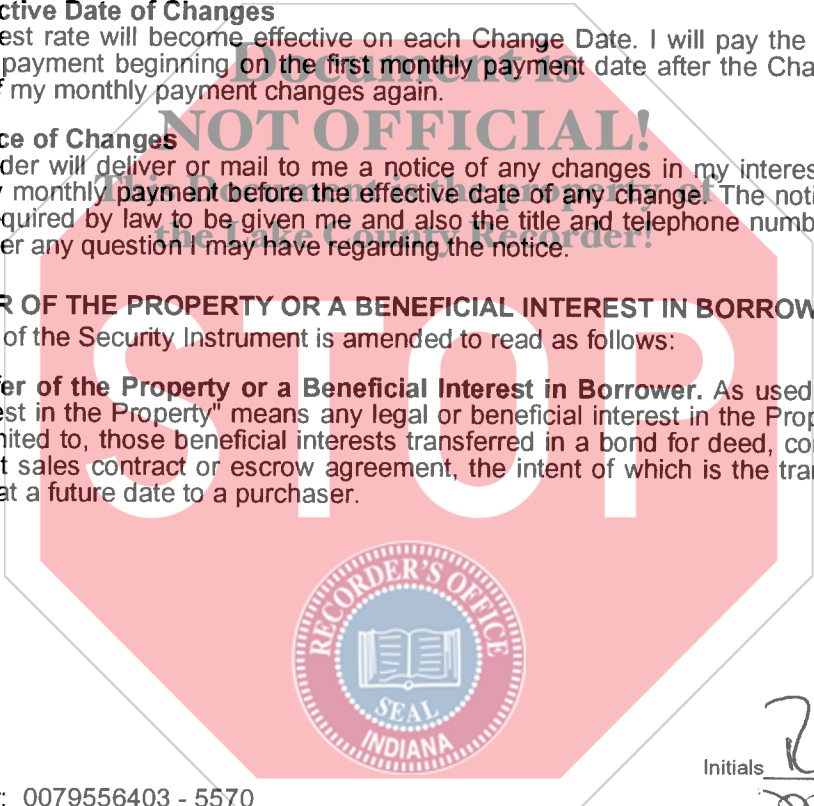 ctive Date of Changes
est rate will become effective on each Change Date. I will pay the
payment beginning on the first monthly payment date after the Cha
my monthly payment changes again.
Document is
NOT OFFICIAL!
This Document is the property of
the Lake County Recorder!
ce of Changes
der will deliver or mail to me a notice of any changes in my interes
monthly payment before the effective date of any change. The noti
quired by law to be given me and also the title and telephone numb
er any question I may have regarding the notice.
R OF THE PROPERTY OR A BENEFICIAL INTEREST IN BORROW
of the Security Instrument is amended to read as follows:
er of the Property or a Beneficial Interest in Borrower. As used
est in the Property" means any legal or beneficial interest in the Prop
nited to, those beneficial interests transferred in a bond for deed, co
t sales contract or escrow agreement, the intent of which is the tra
at a future date to a purchaser.
STOP
RECORDER'S OFFICE
SEAL
INDIANA
Initials
: 0079556403 - 5570